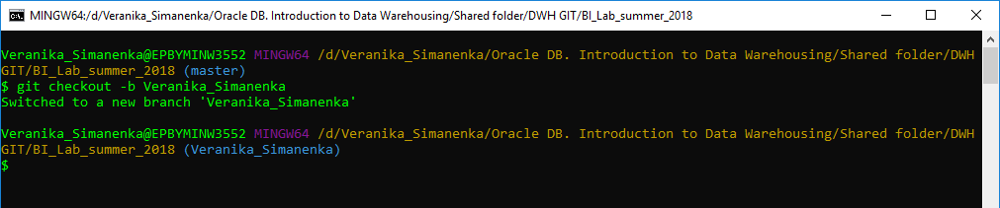 MINGW64:/d/Veranika_Simanenka/Oracle DB. Introduction to Data Warehousing/Shared folder/DWH GIT/BI_Lab_summer_2018
Veranika_Simanenka@EPBYMINW3552 MINGW64 /d/Veranika_Simanenka/Oracle DB. Introduction to Data Warehousing/Shared folder/DWH
GIT/BI_Lab_summer_2018 (master)
$ git checkout -b Veranika_Simanenka
Switched to a new branch 'Veranika_Simanenka'
Veranika_Simanenka@EPBYMINW3552 MINGW64 /d/Veranika_Simanenka/Oracle DB. Introduction to Data Warehousing/Shared folder/DWH
GIT/BI_Lab_summer_2018 (Veranika_Simanenka)
$